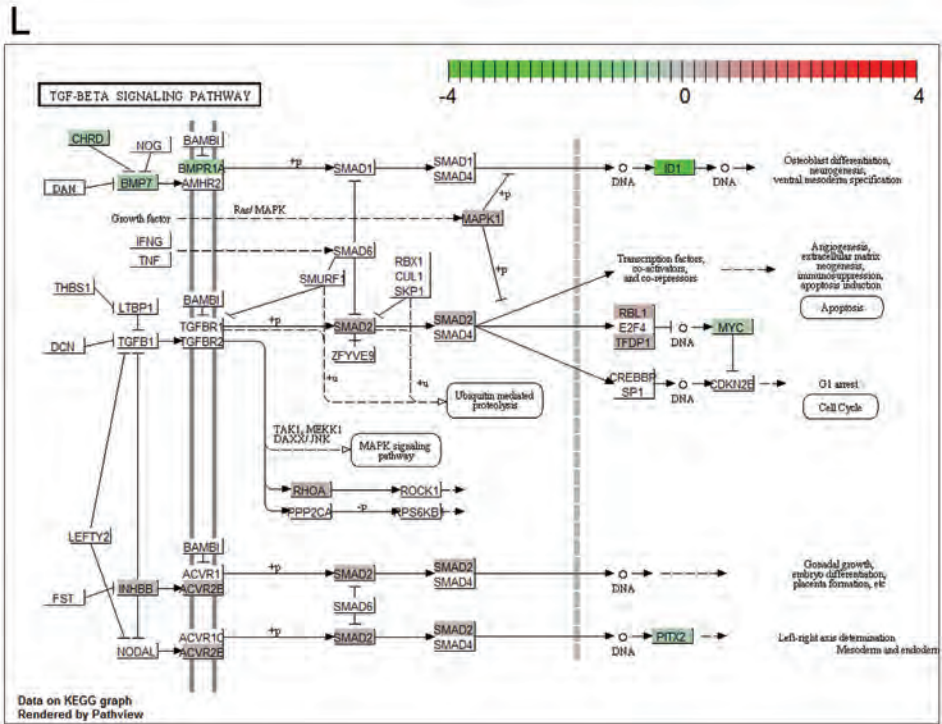 L
-4 0 4
TGF-BETA SIGNALING PATHWAY
CHRD
NOG
BAMBI
BMPR1A
AMHR2
DAN
BMP7
+p
SMAD1
SMAD1
SMAD4
DNA
ID1
DNA
Osteoblast differentiation,
neurogenesis,
ventral mesoderm specification
Growth factor
Ras/ MAPK
MAPK1
+p
+p
IFNG
TNF
SMAD6
SMURF1
RBX1
CUL1
SKP1
Transcription factors,
co-activators,
and co-repressors
Angiogenesis,
extracellular matrix
neogenesis,
immunosuppression,
apoptosis induction
Apoptosis
THBS1
LTBP1
BAMBI
TGFBR1
TGFBR2
DCN
TGFB1
+p
SMAD2
ZFYVE9
SMAD2
SMAD4
RBL1
E2F4
TFDP1
DNA
MYC
CREBBP
SP1
DNA
CDKN2B
G1 arrest
Cell Cycle
+u
+u
Ubiquitin mediated
proteolysis
TAK1, MEKK1
DAXX/JNK
MAPK signaling
pathway
RHOA
ROCK1
PPP2CA
-p
RPS6KB1
LEFTY2
BAMBI
ACVR1
ACVR2B
FST
INHBB
+p
SMAD2
SMAD2
SMAD4
DNA
Gonadal growth,
embryo differentiation,
placenta formation, etc
SMAD6
NODAL
ACVR1C
ACVR2B
+p
SMAD2
SMAD2
SMAD4
DNA
PITX2
Left-right axis determination
Mesoderm and endoderm
Data on KEGG graph
Rendered by Pathview